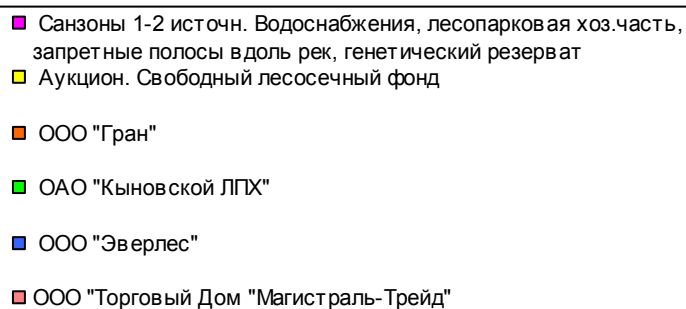 Санзоны 1-2 источн. Водоснабжения, лесопарковая хоз.часть,
запретные полосы вдоль рек, генетический резерват
Аукцион. Свободный лесосечный фонд
ООО "Гран"
ОАО "Кыновской ЛПХ"
ООО "Эверлес"
ООО "Торговый Дом "Магистраль-Трейд"